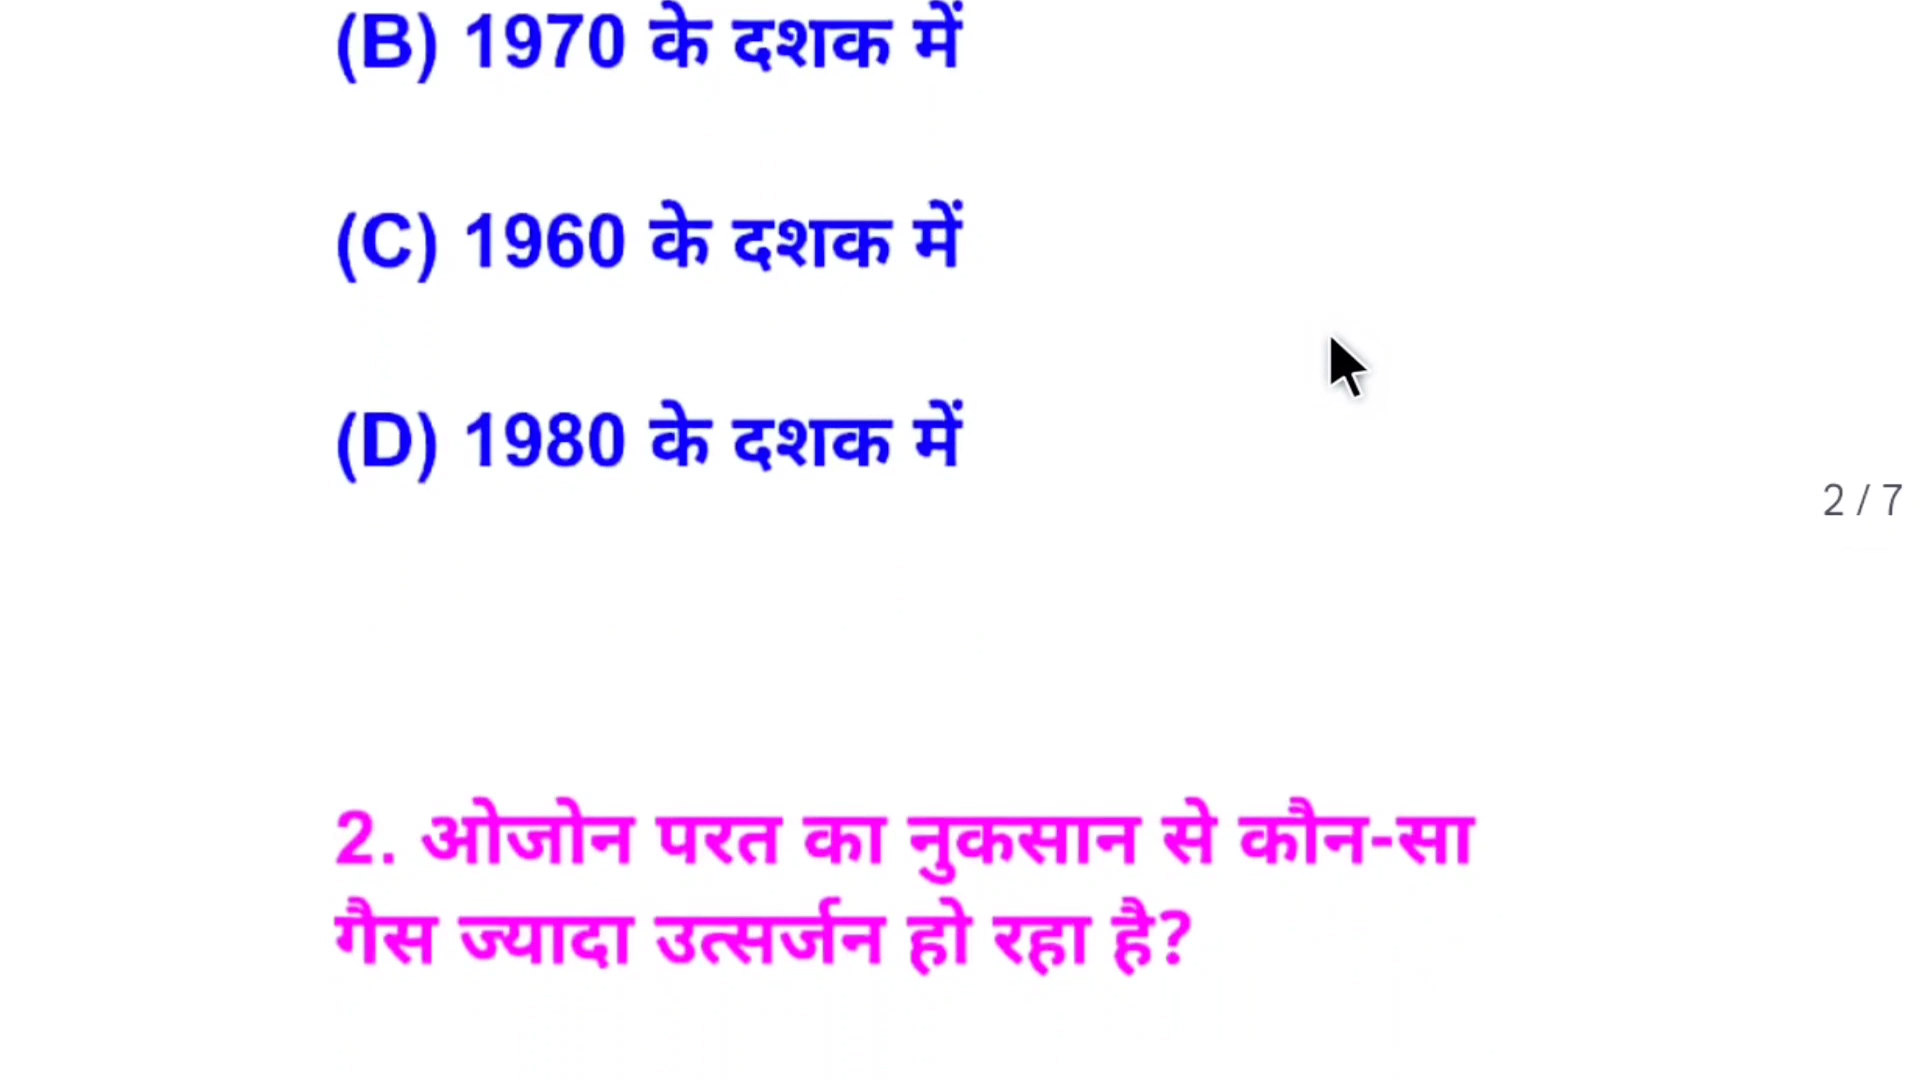 (B) 1970 के दशक में
(C) 1960 के दशक में
(D) 1980 के दशक में
2 / 7
2. ओजोन परत का नुकसान से कौन-सा
गैस ज्यादा उत्सर्जन हो रहा है?